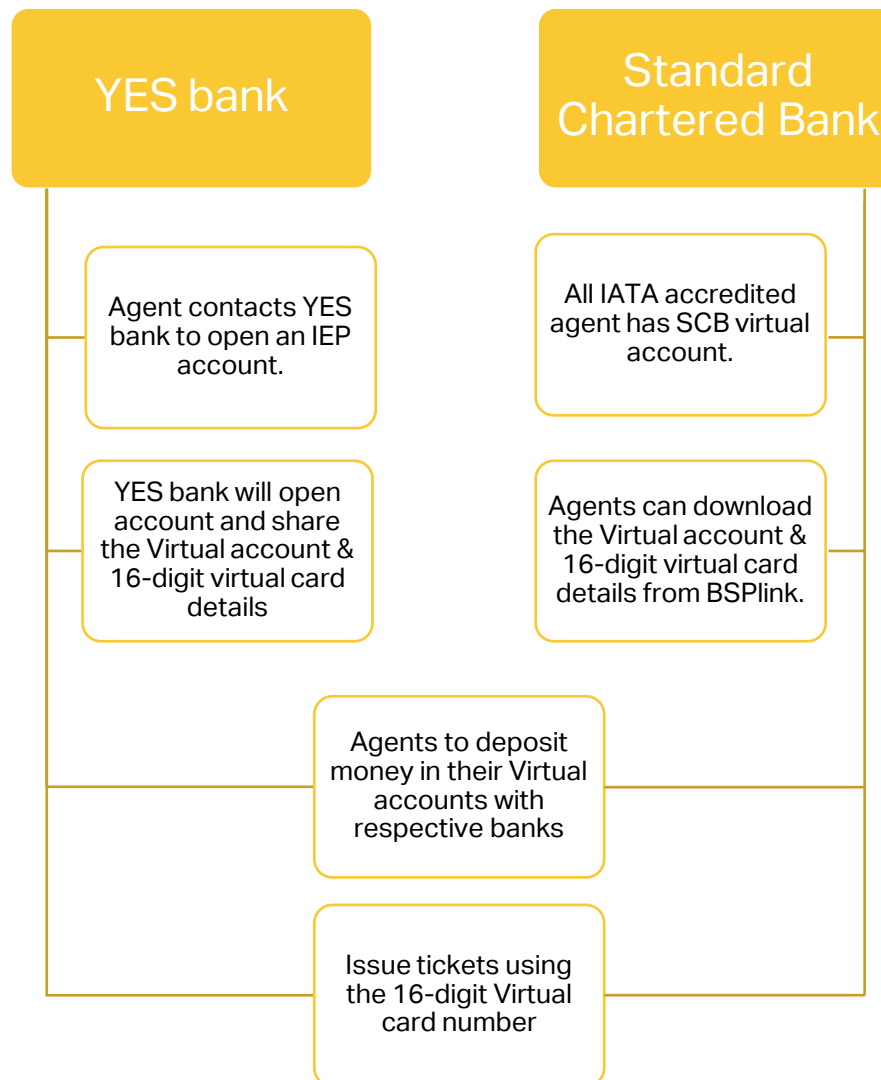 YES bank
Standard
Chartered Bank
Agent contacts YES
bank to open an IEP
account.
All IATA accredited
agent has SCB virtual
account.
YES bank will open
account and share
the Virtual account &
16-digit virtual card
details
Agents can download
the Virtual account &
16-digit virtual card
details from BSPlink.
Agents to deposit
money in their Virtual
accounts with
respective banks
Issue tickets using
the 16-digit Virtual
card number